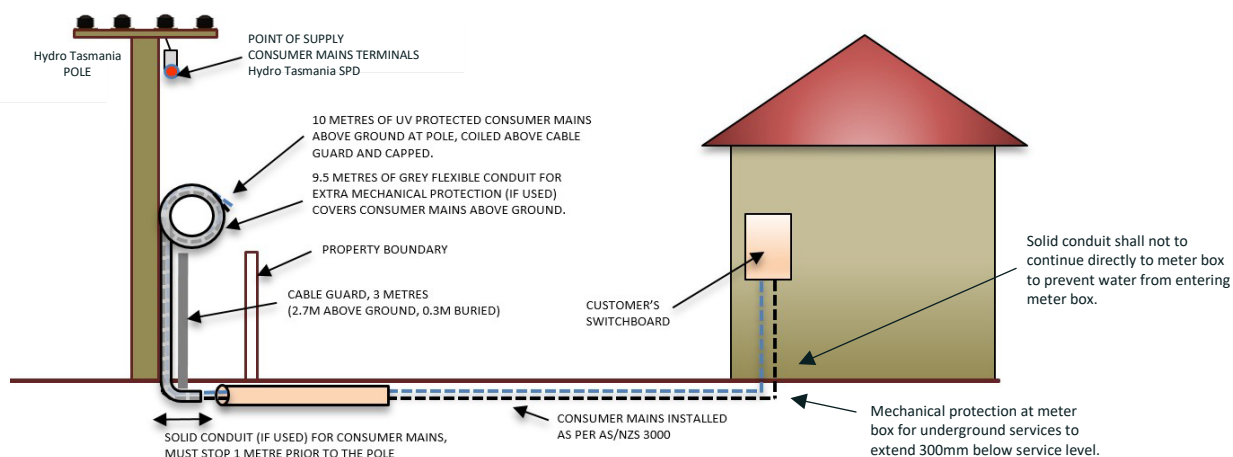 Hydro Tasmania
POLE
POINT OF SUPPLY
CONSUMER MAINS TERMINALS
Hydro Tasmania SPD
10 METRES OF UV PROTECTED CONSUMER MAINS
ABOVE GROUND AT POLE, COILED ABOVE CABLE
GUARD AND CAPPED.
9.5 METRES OF GREY FLEXIBLE CONDUIT FOR
EXTRA MECHANICAL PROTECTION (IF USED)
COVERS CONSUMER MAINS ABOVE GROUND.
PROPERTY BOUNDARY
CABLE GUARD, 3 METRES
(2.7M ABOVE GROUND, 0.3M BURIED)
CUSTOMER'S
SWITCHBOARD
Solid conduit shall not to
continue directly to meter box
to prevent water from entering
meter box.
CONSUMER MAINS INSTALLED
AS PER AS/NZS 3000
Mechanical protection at meter
box for underground services to
extend 300mm below service level.
SOLID CONDUIT (IF USED) FOR CONSUMER MAINS,
MUST STOP 1 METRE PRIOR TO THE POLE